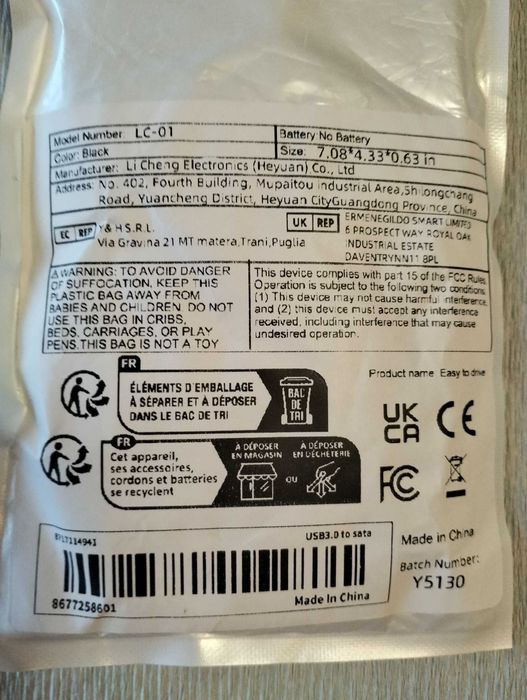 Model Number LC-01
Battery: No Battery
Color: Black
Size: 7.08*4.33*0.63 in
Manufacturer: Li Cheng Electronics (Heyuan) Co., Ltd
Address: No. 402, Fourth Building, Mupaitou Industrial Area,
Road, Yuancheng District, Heyuan CityGuangdong Province, China
EC REP Y& H S.R.L.
Via Gravina 21 MT matera,Trani,Puglia
UK REP
ERMENEGILDO SMART LIMITED
6 PROSPECT WAY ROYAL OAK
INDUSTRIAL ESTATE
DAVENTRYNN11 8PL
⚠WARNING: TO AVOID DANGER
OF SUFFOCATION, KEEP THIS
PLASTIC BAG AWAY FROM
BABIES AND CHILDREN. DO NOT
USE THIS BAG IN CRIBS,
BEDS, CARRIAGES, OR PLAY
PENS.THIS BAG IS NOT A TOY
This device complies with part 15 of the FCC Rules.
Operation is subject to the following two conditions:
(1) This device may not cause harmful interference,
and (2) this device must accept any interference
received, including interference that may cause
undesired operation.
FR
ÉLÉMENTS D'EMBALLAGE
À SÉPARER ET À DÉPOSER
DANS LE BAC DE TRI
BAC
DE
TRI
Product name Easy to drive
UK
CA
CE
FR
Cet appareil,
ses accessoires,
cordons et batteries
se recyclent
À DÉPOSER
EN MAGASIN
OU
À DÉPOSER
EN DÉCHÈTERIE
FC
USB3.0 to sata
8677258601
Made In China
Made in China
Batch Number:
Y5130